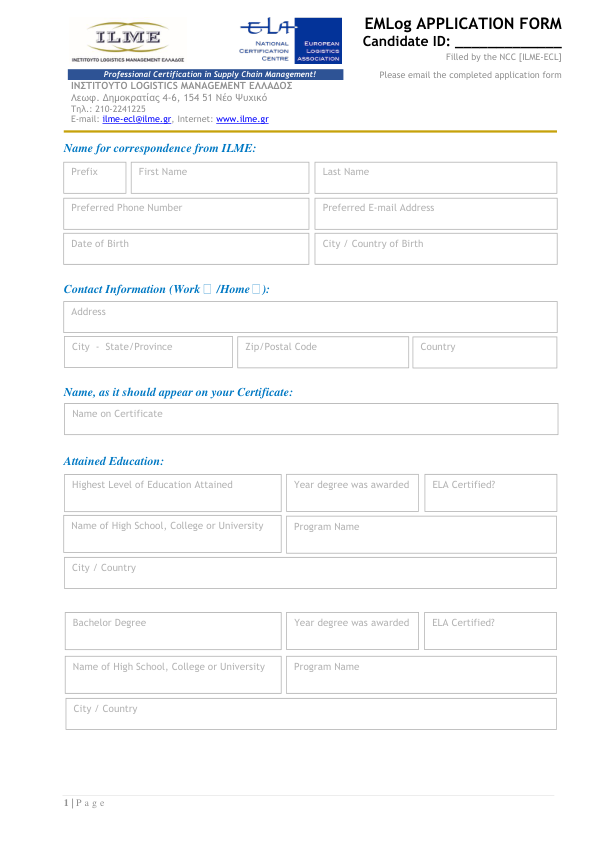 ILME
ΙΝΣΤΙΤΟΥΤΟ LOGISTICS MANAGEMENT ΕΛΛΑΔΟΣ
ELA
NATIONAL CERTIFICATION CENTRE
EUROPEAN LOGISTICS ASSOCIATION
EMLog APPLICATION FORM
Candidate ID: _____________
Filled by the NCC [ILME-ECL]
Please email the completed application form
Professional Certification in Supply Chain Management!
ΙΝΣΤΙΤΟΥΤΟ LOGISTICS MANAGEMENT ΕΛΛΑΔΟΣ
Λεωφ. Δημοκρατίας 4-6, 154 51 Νέο Ψυχικό
Τηλ.: 210-2241225
E-mail: ilme-ecl@ilme.gr, Internet: www.ilme.gr
Name for correspondence from ILME:
Prefix First Name Last Name
Preferred Phone Number Preferred E-mail Address
Date of Birth City / Country of Birth
Contact Information (Work □ /Home □ ):
Address
City - State/Province Zip/Postal Code Country
Name, as it should appear on your Certificate:
Name on Certificate
Attained Education:
Highest Level of Education Attained Year degree was awarded ELA Certified?
Name of High School, College or University Program Name
City / Country
Bachelor Degree Year degree was awarded ELA Certified?
Name of High School, College or University Program Name
City / Country
1 | P a g e